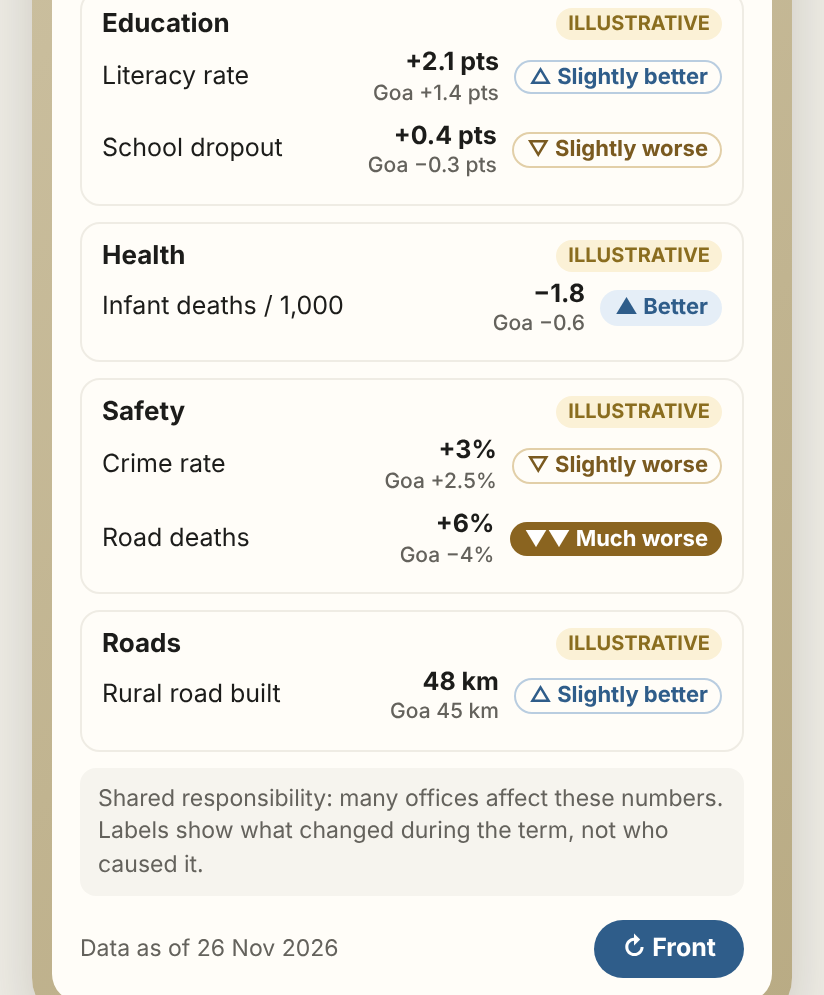 Education ILLUSTRATIVE
Literacy rate +2.1 pts △ Slightly better
Goa +1.4 pts
School dropout +0.4 pts ▽ Slightly worse
Goa −0.3 pts
Health ILLUSTRATIVE
Infant deaths / 1,000 −1.8 ▲ Better
Goa −0.6
Safety ILLUSTRATIVE
Crime rate +3% ▽ Slightly worse
Goa +2.5%
Road deaths +6% ▼▼ Much worse
Goa −4%
Roads ILLUSTRATIVE
Rural road built 48 km △ Slightly better
Goa 45 km
Shared responsibility: many offices affect these numbers.
Labels show what changed during the term, not who
caused it.
Data as of 26 Nov 2026 ↻ Front